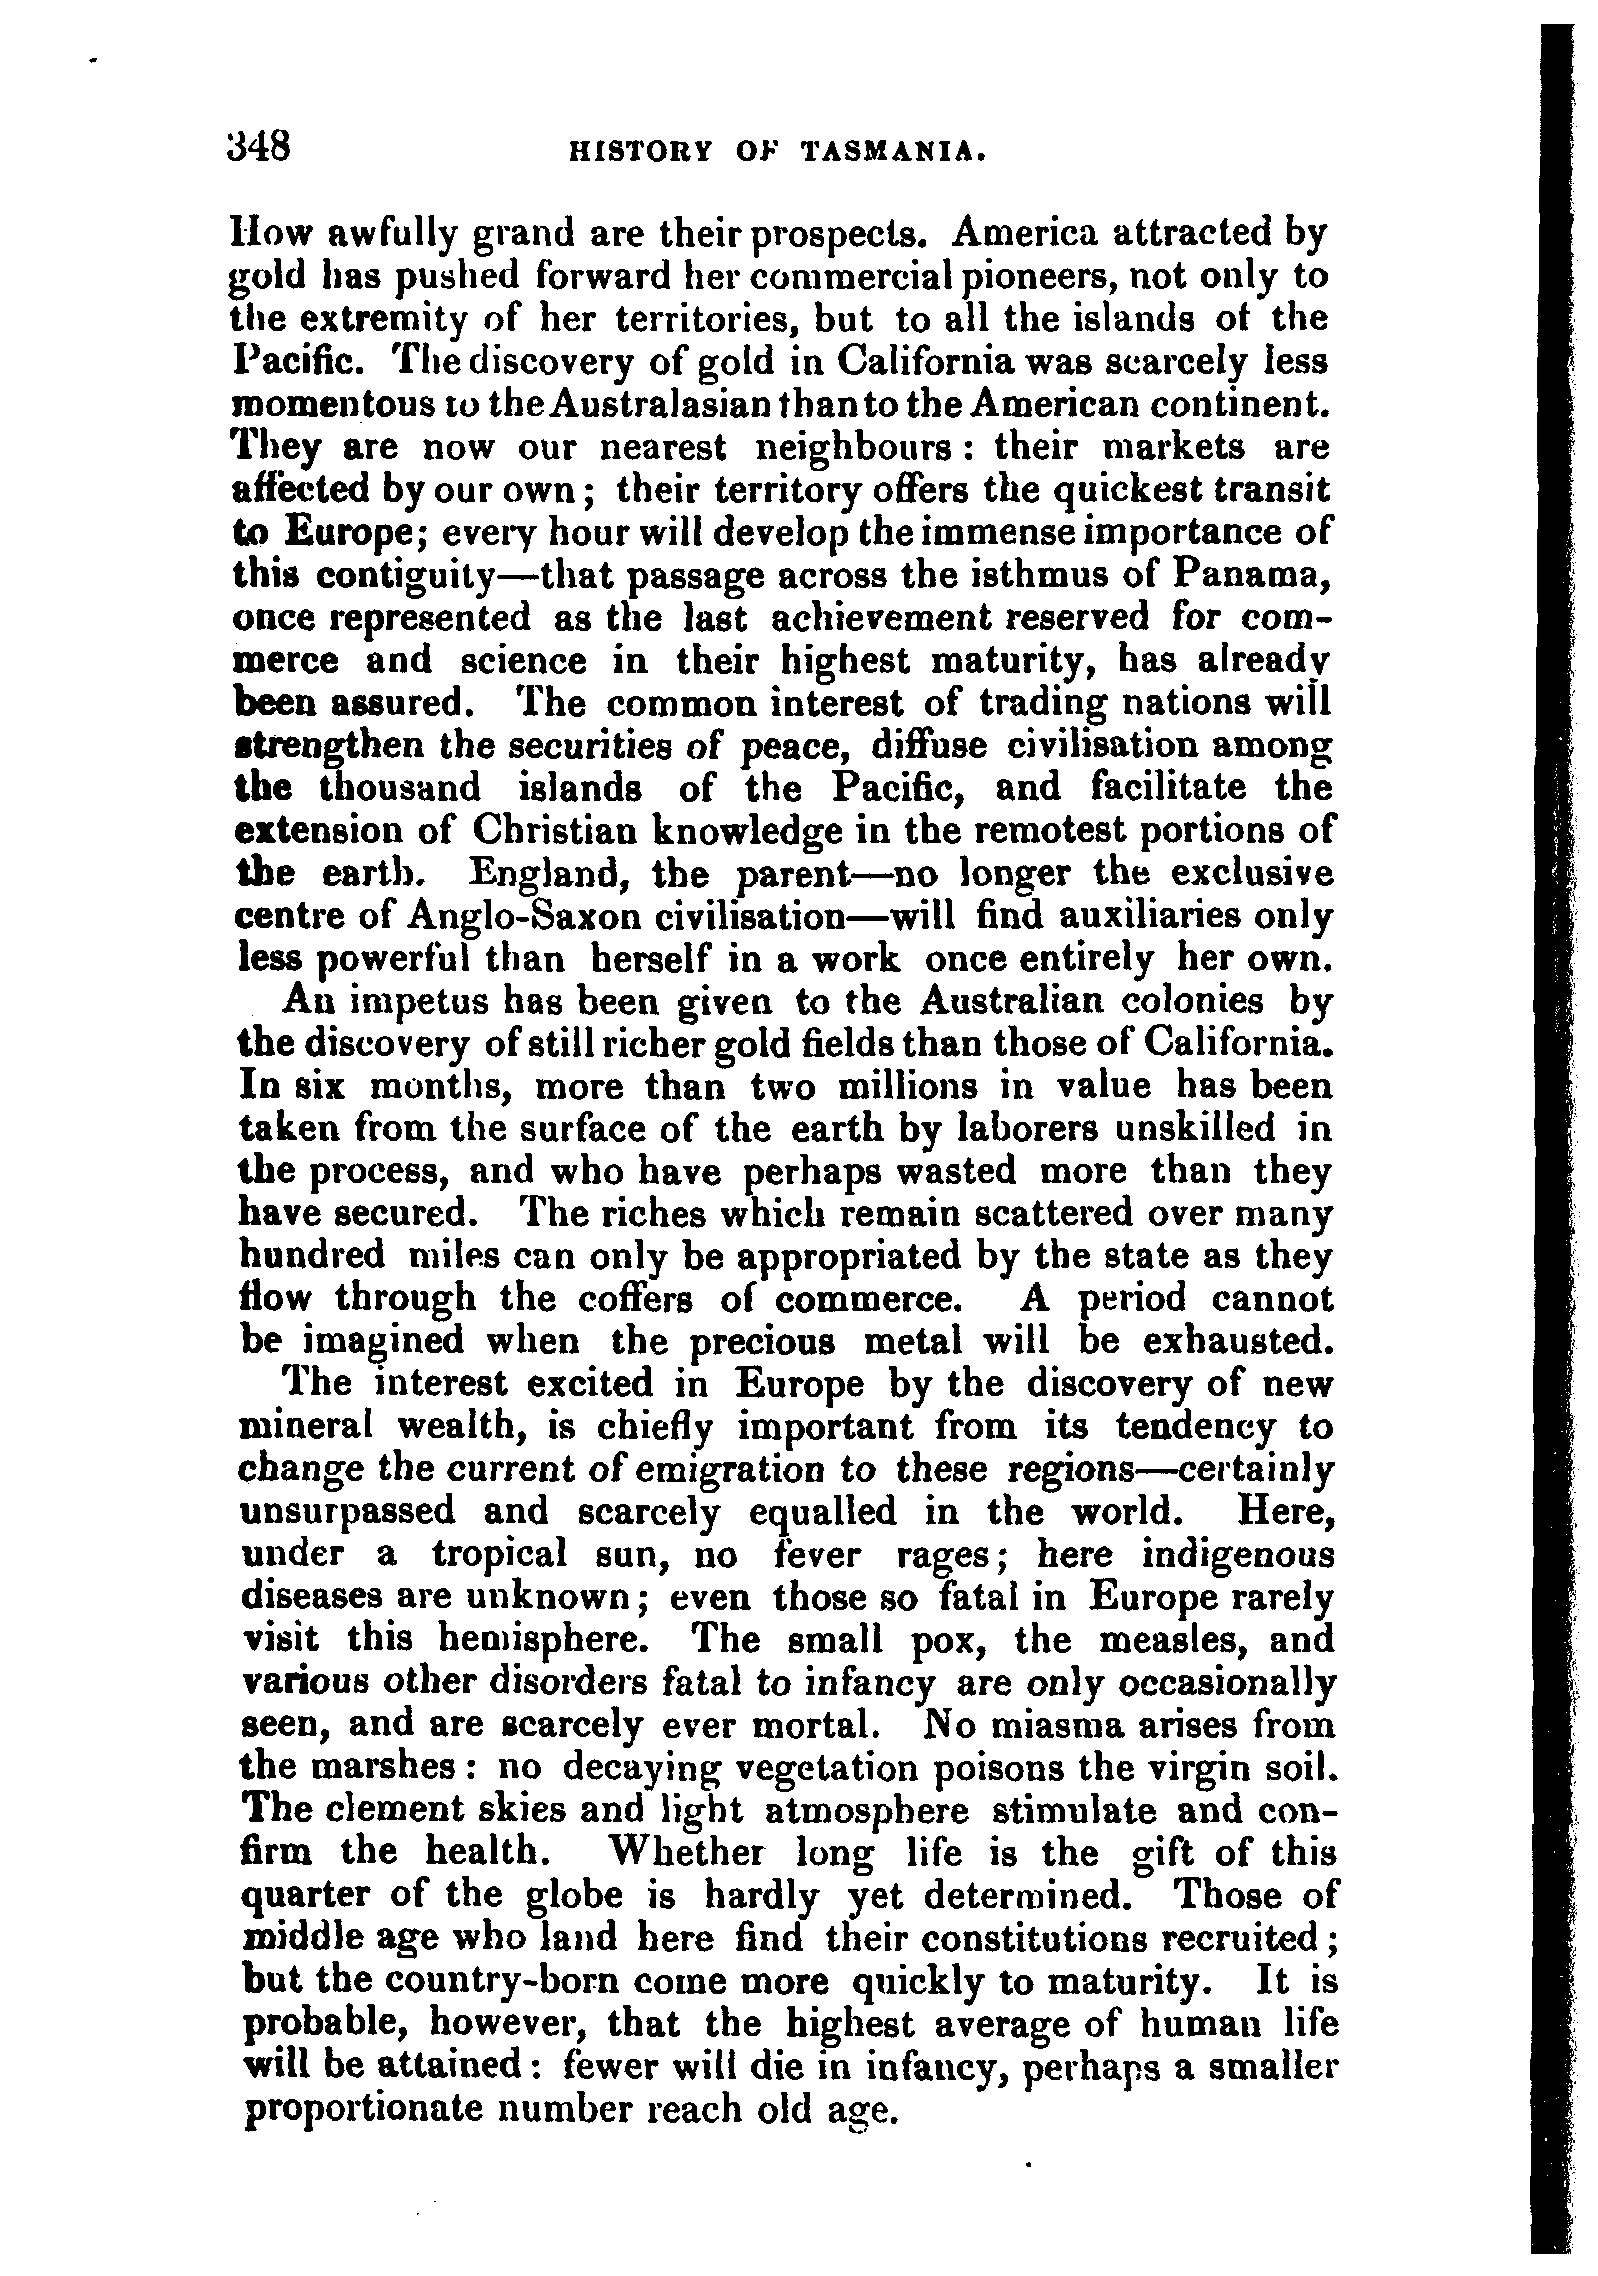 348 HISTORY OF TASMANIA.
How awfully grand are their prospects. America attracted by
gold has pushed forward her commercial pioneers, not only to
the extremity of her territories, but to all the islands of the
Pacific. The discovery of gold in California was scarcely less
momentous to the Australasian than to the American continent.
They are now our nearest neighbours: their markets are
affected by our own; their territory offers the quickest transit
to Europe; every hour will develop the immense importance of
this contiguity—that passage across the isthmus of Panama,
once represented as the last achievement reserved for com-
merce and science in their highest maturity, has already
been assured. The common interest of trading nations will
strengthen the securities of peace, diffuse civilisation among
the thousand islands of the Pacific, and facilitate the
extension of Christian knowledge in the remotest portions of
the earth. England, the parent—no longer the exclusive
centre of Anglo-Saxon civilisation—will find auxiliaries only
less powerful than herself in a work once entirely her own.
An impetus has been given to the Australian colonies by
the discovery of still richer gold fields than those of California.
In six months, more than two millions in value has been
taken from the surface of the earth by laborers unskilled in
the process, and who have perhaps wasted more than they
have secured. The riches which remain scattered over many
hundred miles can only be appropriated by the state as they
flow through the coffers of commerce. A period cannot
be imagined when the precious metal will be exhausted.
The interest excited in Europe by the discovery of new
mineral wealth, is chiefly important from its tendency to
change the current of emigration to these regions—certainly
unsurpassed and scarcely equalled in the world. Here,
under a tropical sun, no fever rages; here indigenous
diseases are unknown; even those so fatal in Europe rarely
visit this hemisphere. The small pox, the measles, and
various other disorders fatal to infancy are only occasionally
seen, and are scarcely ever mortal. No miasma arises from
the marshes: no decaying vegetation poisons the virgin soil.
The clement skies and light atmosphere stimulate and con-
firm the health. Whether long life is the gift of this
quarter of the globe is hardly yet determined. Those of
middle age who land here find their constitutions recruited;
but the country-born come more quickly to maturity. It is
probable, however, that the highest average of human life
will be attained: fewer will die in infancy, perhaps a smaller
proportionate number reach old age.